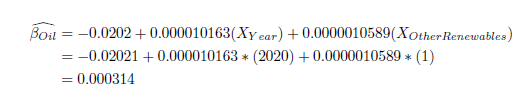 $\widehat{\beta_{Oil}} = -0.0202 + 0.000010163(X_{Year}) + 0.0000010589(X_{OtherRenewables})$
$= -0.02021 + 0.000010163 * (2020) + 0.0000010589 * (1)$
$= 0.000314$